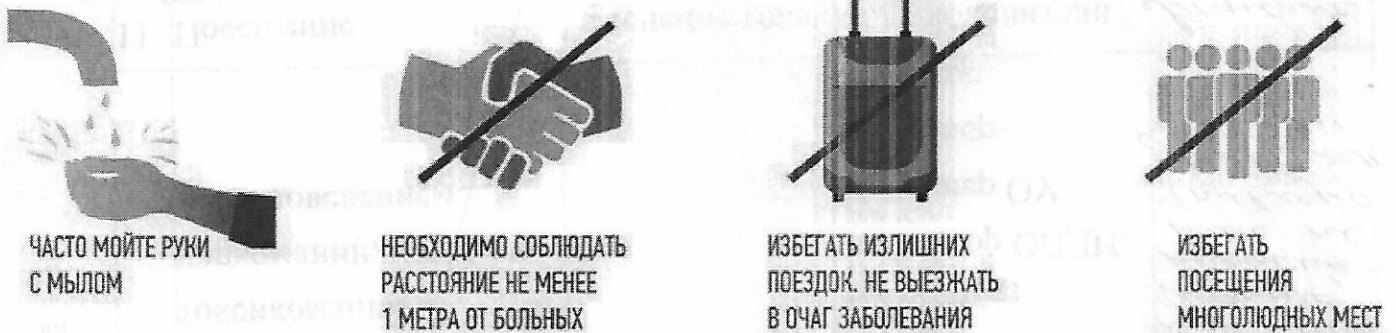 ЧАСТО МОЙТЕ РУКИ
С МЫЛОМ
НЕОБХОДИМО СОБЛЮДАТЬ
РАССТОЯНИЕ НЕ МЕНЕЕ
1 МЕТРА ОТ БОЛЬНЫХ
ИЗБЕГАТЬ ИЗЛИШНИХ
ПОЕЗДОК. НЕ ВЫЕЗЖАТЬ
В ОЧАГ ЗАБОЛЕВАНИЯ
ИЗБЕГАТЬ
ПОСЕЩЕНИЯ
МНОГОЛЮДНЫХ МЕСТ